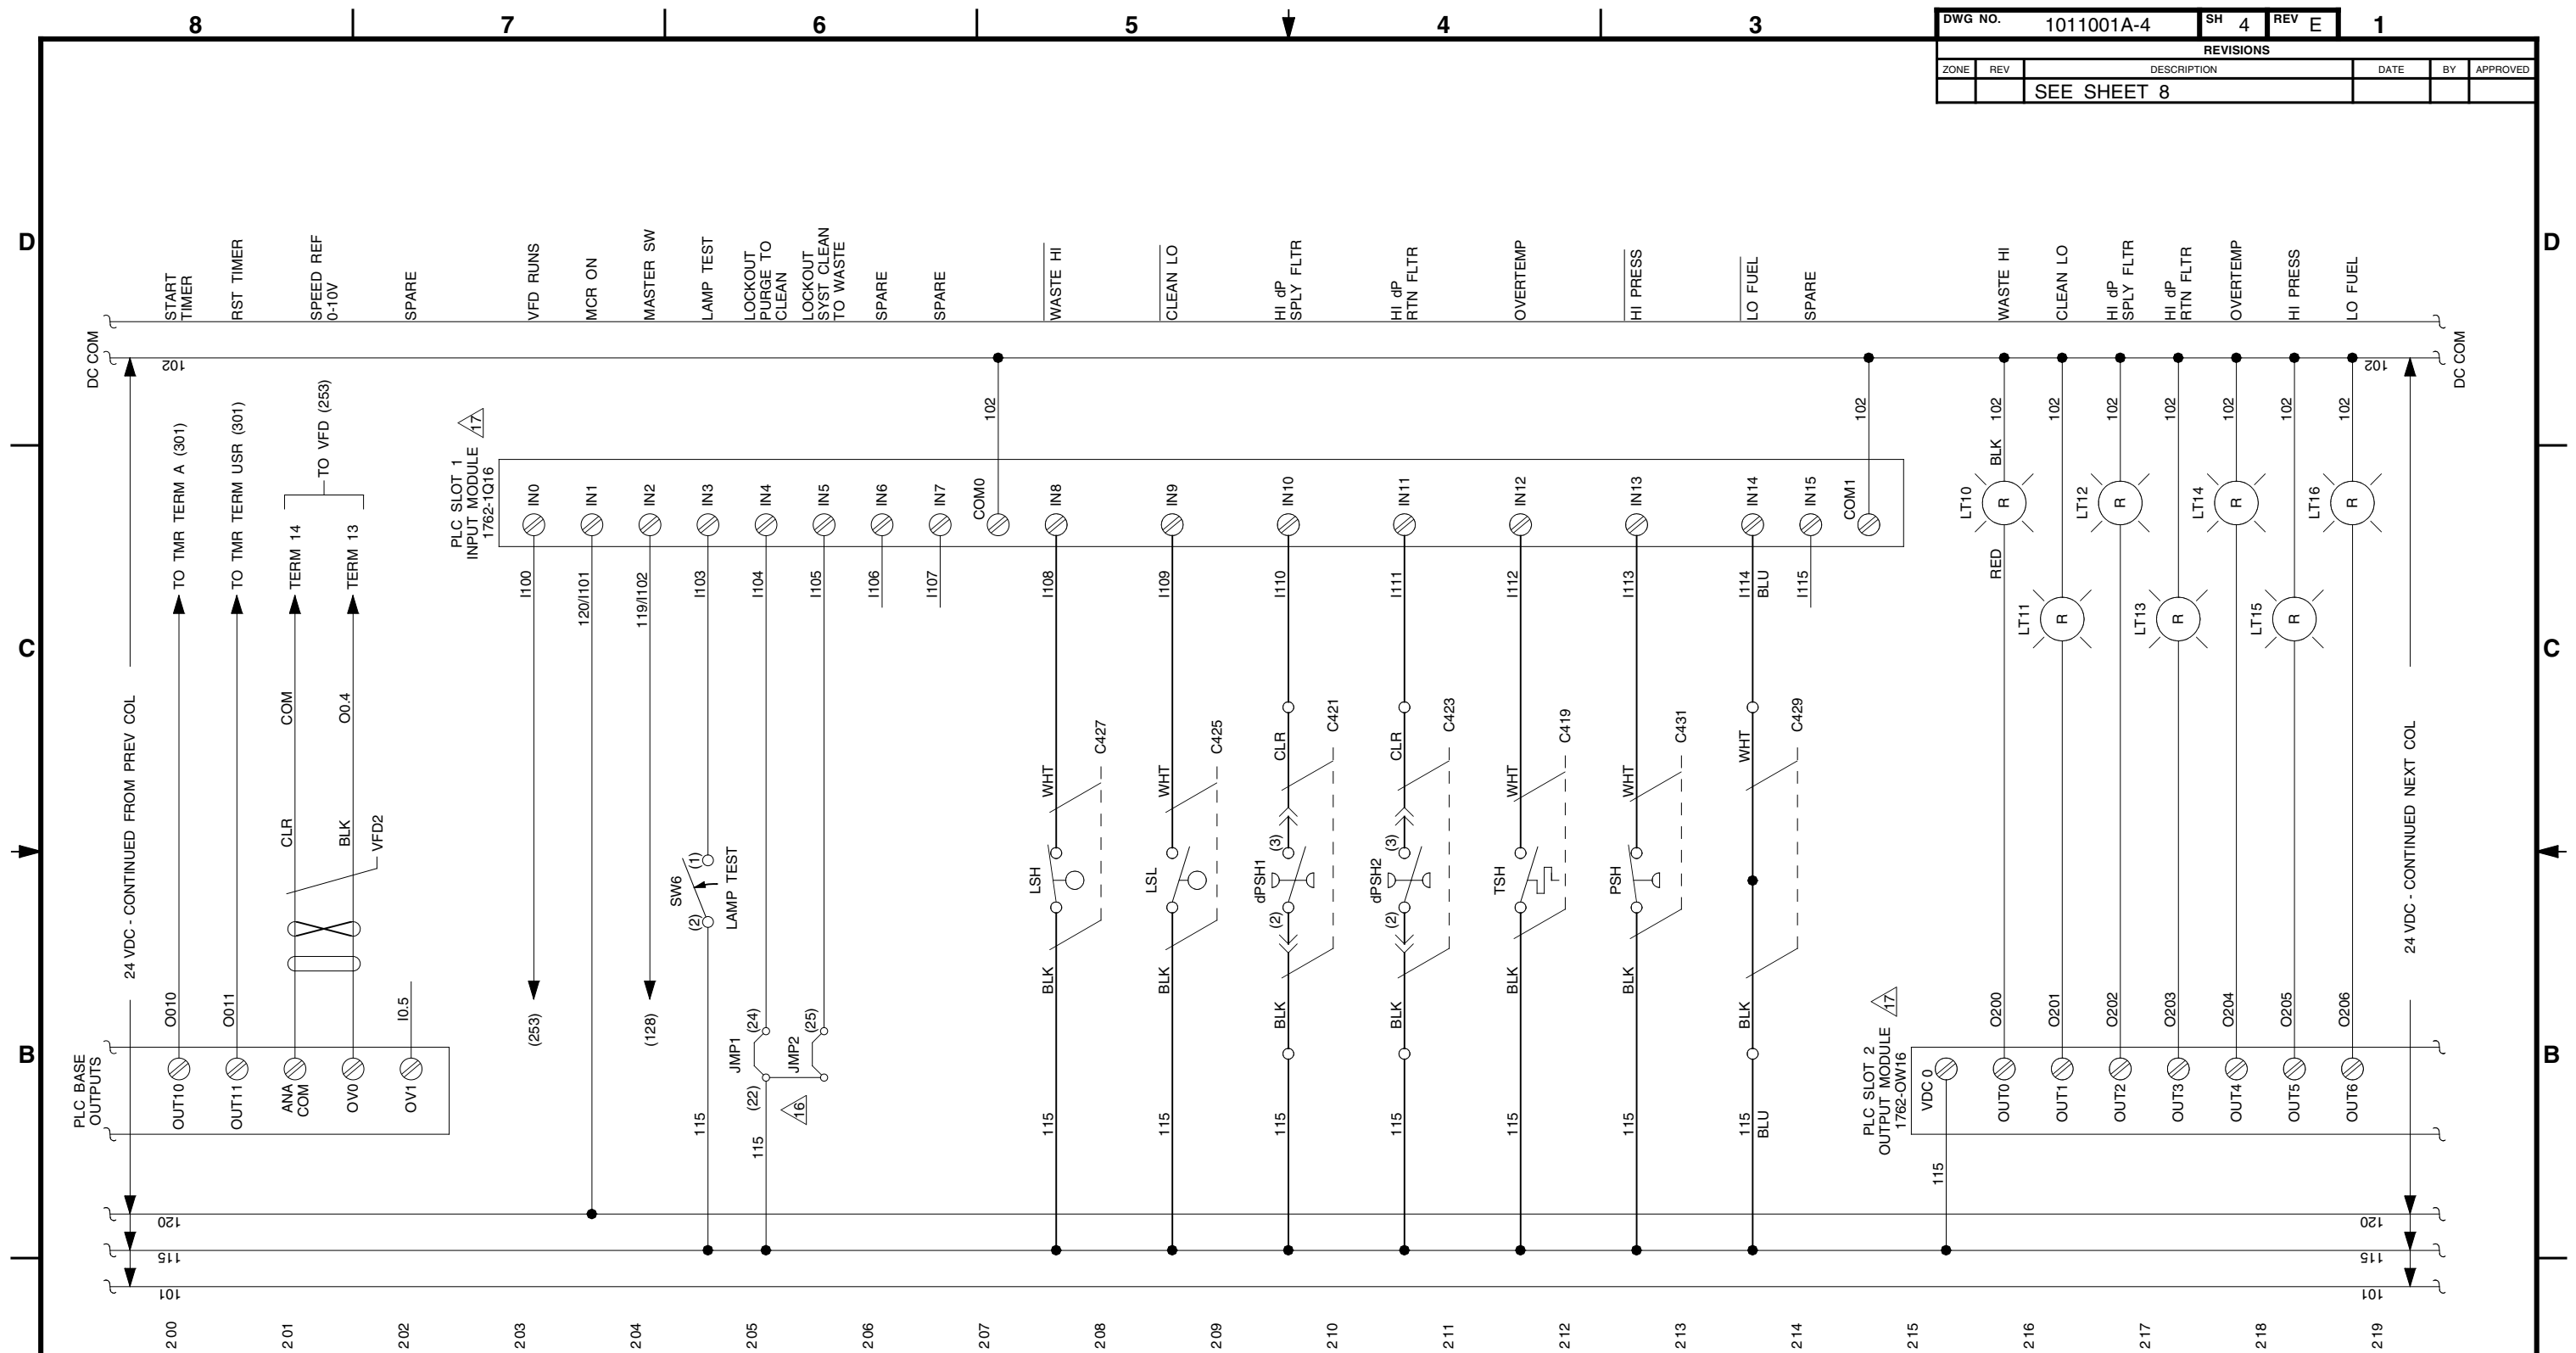 8 7 6 5 4 3 1
DWG NO. 1011001A-4 SH 4 REV E
REVISIONS
ZONE REV DESCRIPTION DATE BY APPROVED
SEE SHEET 8
D D
START
TIMER
RST TIMER
SPEED REF
0-10V
SPARE
VFD RUNS
MCR ON
MASTER SW
LAMP TEST
LOCKOUT
PURGE TO
CLEAN
LOCKOUT
SYST CLEAN
TO WASTE
SPARE
SPARE
WASTE HI
CLEAN LO
HI dP
SPLY FLTR
HI dP
RTN FLTR
OVERTEMP
HI PRESS
LO FUEL
SPARE
WASTE HI
CLEAN LO
HI dP
SPLY FLTR
HI dP
RTN FLTR
OVERTEMP
HI PRESS
LO FUEL
DC COM
102
102
DC COM
24 VDC - CONTINUED FROM PREV COL
TO TMR TERM A (301)
TO TMR TERM USR (301)
TO VFD (253)
TERM 14
TERM 13
COM
O0.4
CLR
BLK
VFD2
O010
O011
I0.5
PLC BASE
OUTPUTS
OUT10
OUT11
ANA
COM
OV0
OV1
PLC SLOT 1
INPUT MODULE
1762-1Q16
17
IN0
IN1
IN2
IN3
IN4
IN5
IN6
IN7
COM0
IN8
IN9
IN10
IN11
IN12
IN13
IN14
IN15
COM1
102
102
I100
120/I101
119/I102
I103
I104
I105
I106
I107
I108
I109
I110
I111
I112
I113
I114
BLU
I115
C C
(253)
(128)
SW6
(1)
(2)
LAMP TEST
115
JMP1
(24)
(22)
JMP2
(25)
16
115
WHT
C427
LSH
BLK
115
WHT
C425
LSL
BLK
115
CLR
C421
(3)
dPSH1
(2)
BLK
115
CLR
C423
(3)
dPSH2
(2)
BLK
115
WHT
C419
TSH
BLK
115
WHT
C431
PSH
BLK
115
WHT
C429
BLK
115
BLU
PLC SLOT 2
OUTPUT MODULE
1762-OW16
17
VDC 0
115
102
BLK
LT10
R
RED
O200
OUT0
102
LT11
R
O201
OUT1
102
LT12
R
O202
OUT2
102
LT13
R
O203
OUT3
102
LT14
R
O204
OUT4
102
LT15
R
O205
OUT5
102
LT16
R
O206
OUT6
24 VDC - CONTINUED NEXT COL
B B
120 120
115 115
101 101
200 201 202 203 204 205 206 207 208 209 210 211 212 213 214 215 216 217 218 219